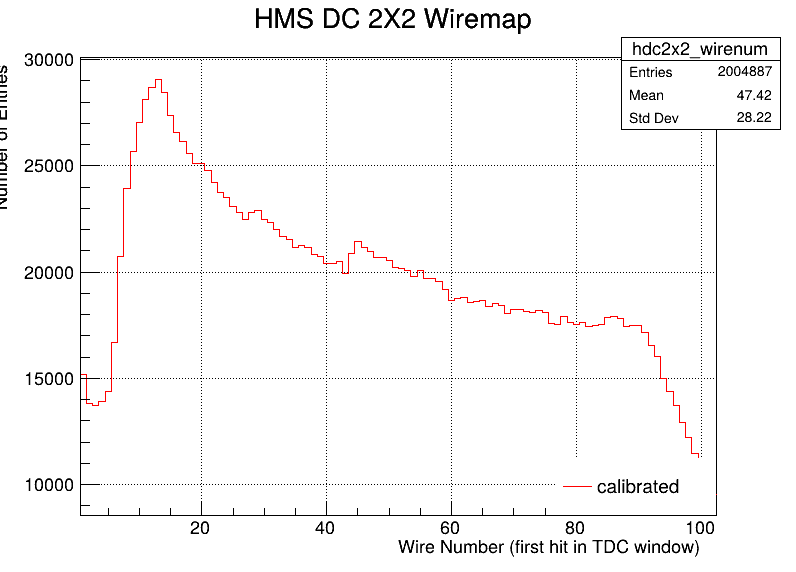 HMS DC 2X2 Wiremap
hdc2x2_wirenum
Entries 2004887
Mean 47.42
Std Dev 28.22
Number of Entries
30000
25000
20000
15000
10000
calibrated
20 40 60 80 100
Wire Number (first hit in TDC window)